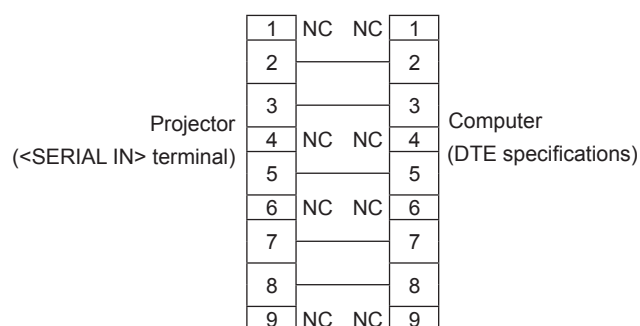 1 NC NC 1
2 2
3 3
Projector Computer
(<SERIAL IN> terminal) 4 NC NC 4 (DTE specifications)
5 5
6 NC NC 6
7 7
8 8
9 NC NC 9